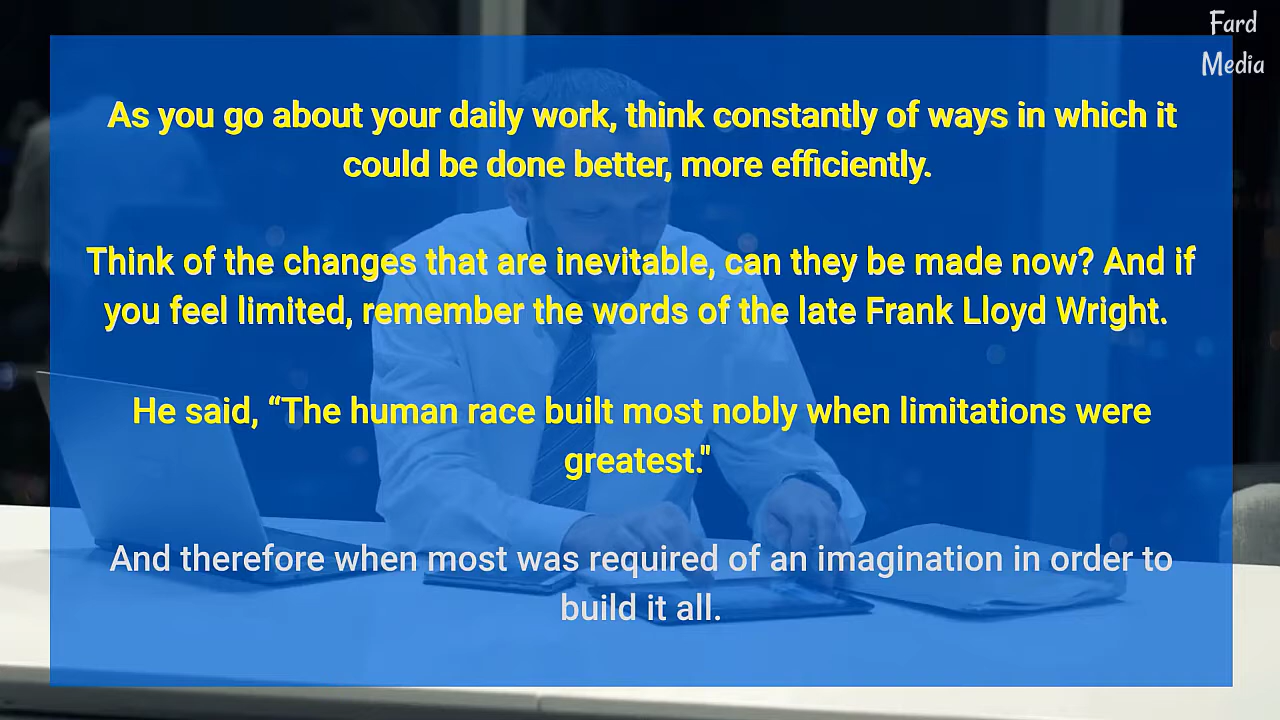 Fard
Media
As you go about your daily work, think constantly of ways in which it
could be done better, more efficiently.
Think of the changes that are inevitable, can they be made now? And if
you feel limited, remember the words of the late Frank Lloyd Wright.
He said, “The human race built most nobly when limitations were
greatest."
And therefore when most was required of an imagination in order to
build it all.